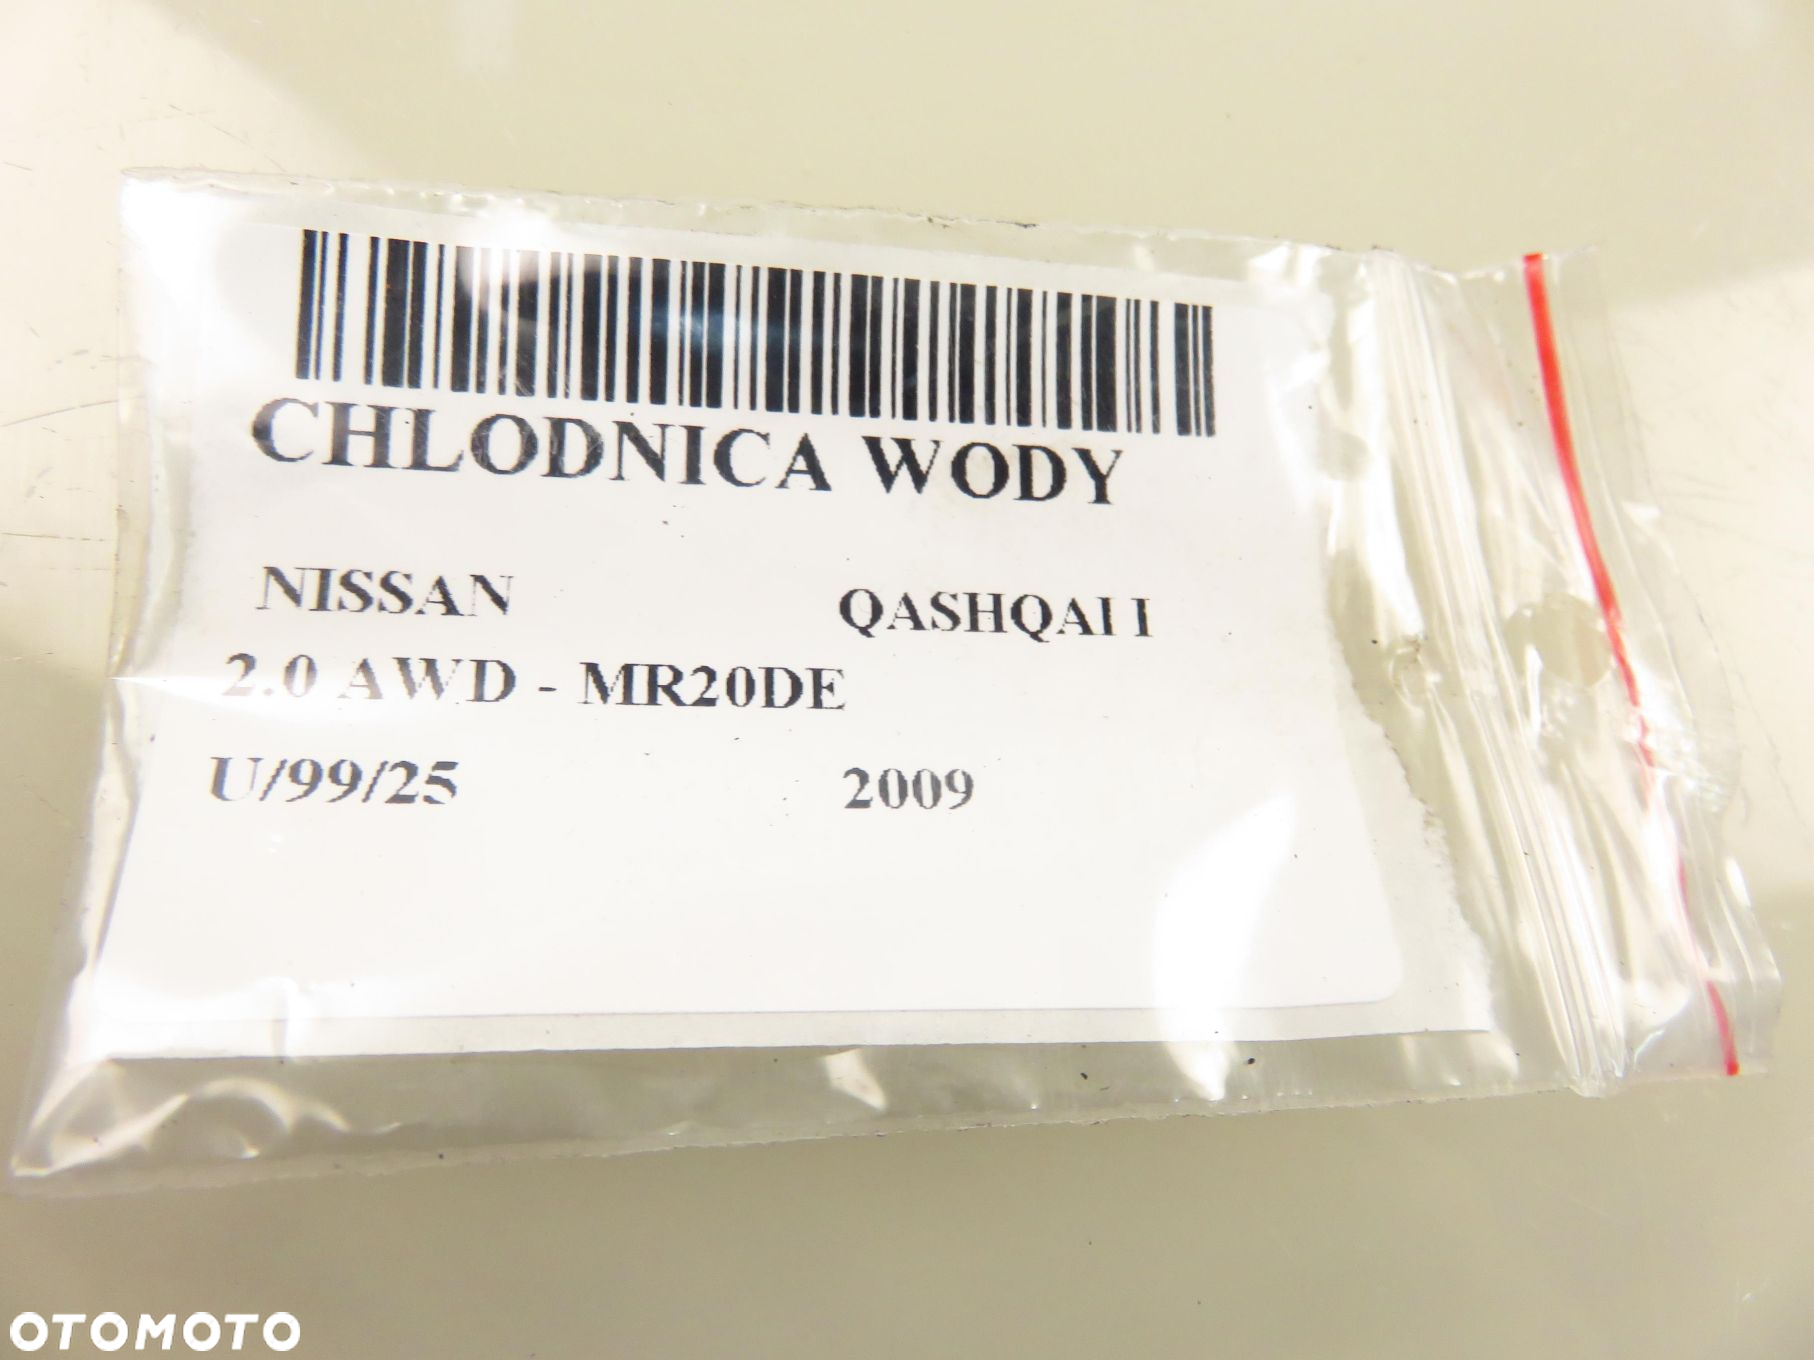 CHLODNICA WODY
NISSAN QASHQAI I
2.0 AWD - MR20DE
U/99/25 2009
OTOMOTO